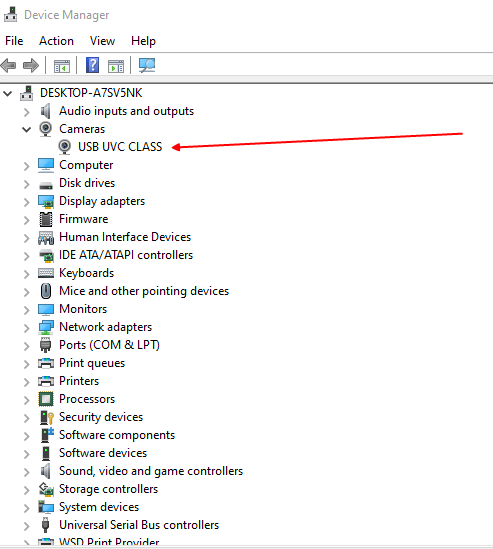 Device Manager
File Action View Help
DESKTOP-A7SV5NK
Audio inputs and outputs
Cameras
USB UVC CLASS
Computer
Disk drives
Display adapters
Firmware
Human Interface Devices
IDE ATA/ATAPI controllers
Keyboards
Mice and other pointing devices
Monitors
Network adapters
Ports (COM & LPT)
Print queues
Printers
Processors
Security devices
Software components
Software devices
Sound, video and game controllers
Storage controllers
System devices
Universal Serial Bus controllers
WSD Print Provider